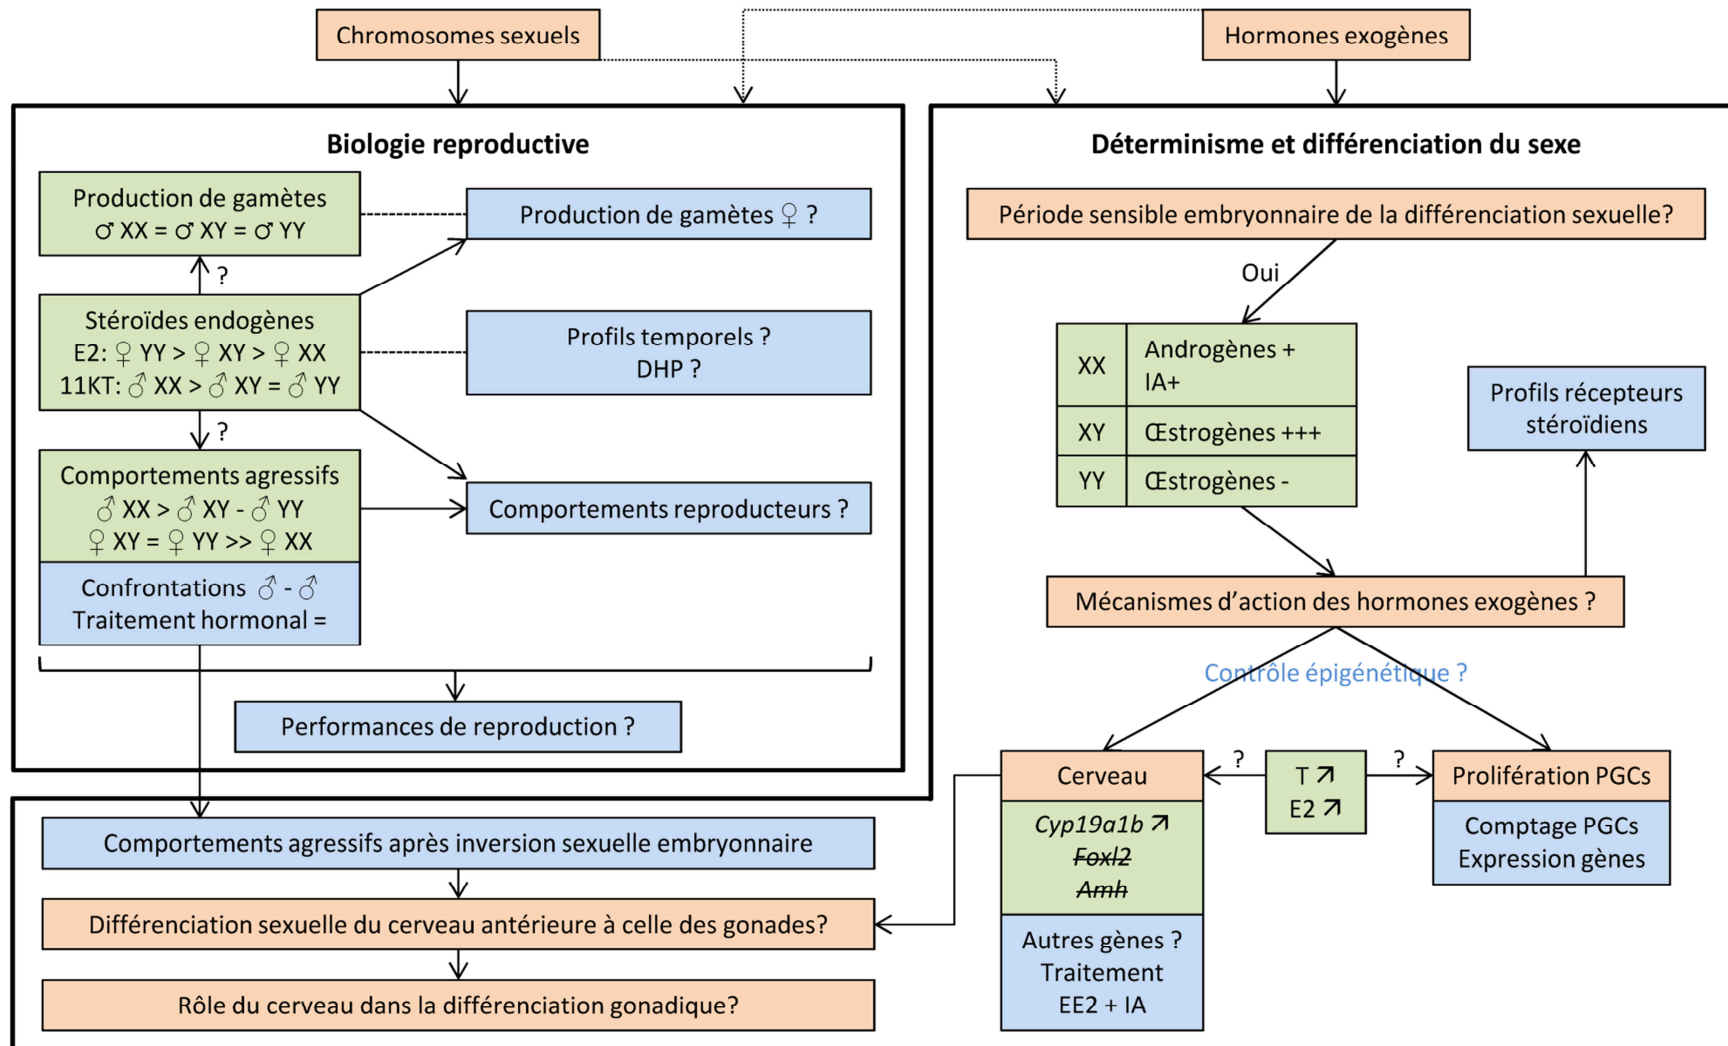 Chromosomes sexuels
Hormones exogènes
Biologie reproductive
Production de gamètes
♂ XX = ♂ XY = ♂ YY
Production de gamètes ♀ ?
?
Stéroïdes endogènes
E2: ♀ YY > ♀ XY > ♀ XX
11KT: ♂ XX > ♂ XY = ♂ YY
Profils temporels ?
DHP ?
?
Comportements agressifs
♂ XX > ♂ XY - ♂ YY
♀ XY = ♀ YY >> ♀ XX
Confrontations ♂ - ♂
Traitement hormonal =
Comportements reproducteurs ?
Performances de reproduction ?
Déterminisme et différenciation du sexe
Période sensible embryonnaire de la différenciation sexuelle?
Oui
XX Androgènes +
IA+
XY Œstrogènes +++
YY Œstrogènes -
Profils récepteurs
stéroïdiens
Mécanismes d’action des hormones exogènes ?
Contrôle épigénétique ?
Cerveau
Cyp19a1b ↗
Foxl2
Amh
Autres gènes ?
Traitement
EE2 + IA
?
T ↗
E2 ↗
?
Prolifération PGCs
Comptage PGCs
Expression gènes
Comportements agressifs après inversion sexuelle embryonnaire
Différenciation sexuelle du cerveau antérieure à celle des gonades?
Rôle du cerveau dans la différenciation gonadique?